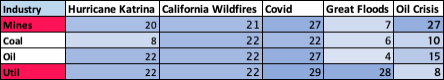 Industry Hurricane Katrina California Wildfires Covid Great Floods Oil Crisis
Mines 20 21 27 7 27
Coal 8 22 22 6 10
Oil 22 22 27 4 15
Util 22 22 29 28 8